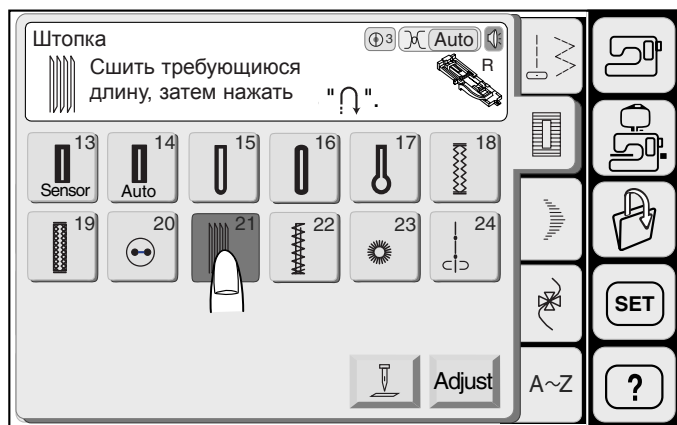 Штопка
3 Auto
Сшить требующиюся R
длину, затем нажать " ".
13 14 15 16 17 18
Sensor Auto
19 20 21 22 23 24
Adjust A~Z
SET
?